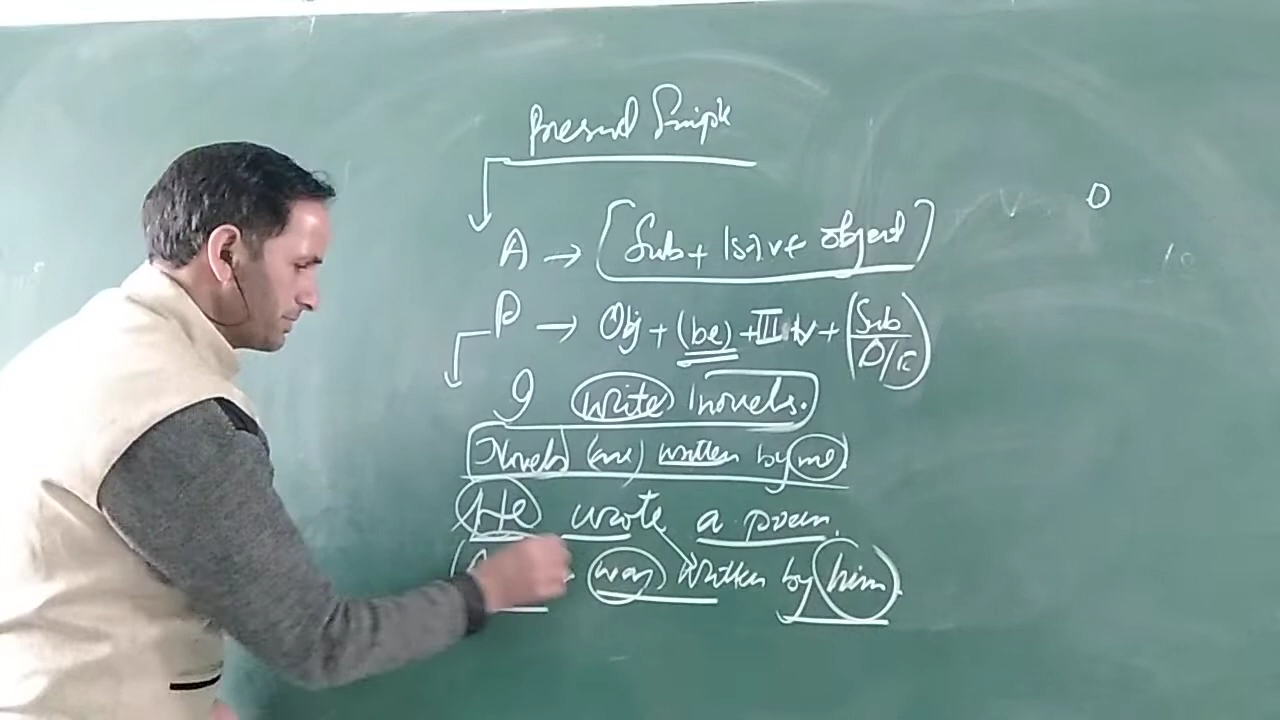 Present Simple
A → [Sub + Is/v + object]
P → Obj + (be) + III v + (Sub / O/C)
I write novels.
Novels (are) written by me.
He wrote a poem.
(was) written by him.
O